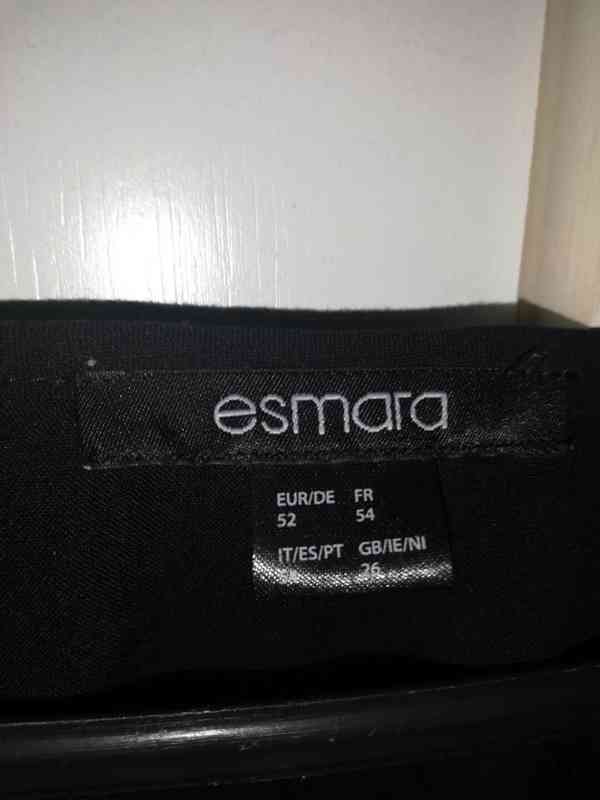 esmara
EUR/DE FR
52 54
IT/ES/PT GB/IE/NI
26